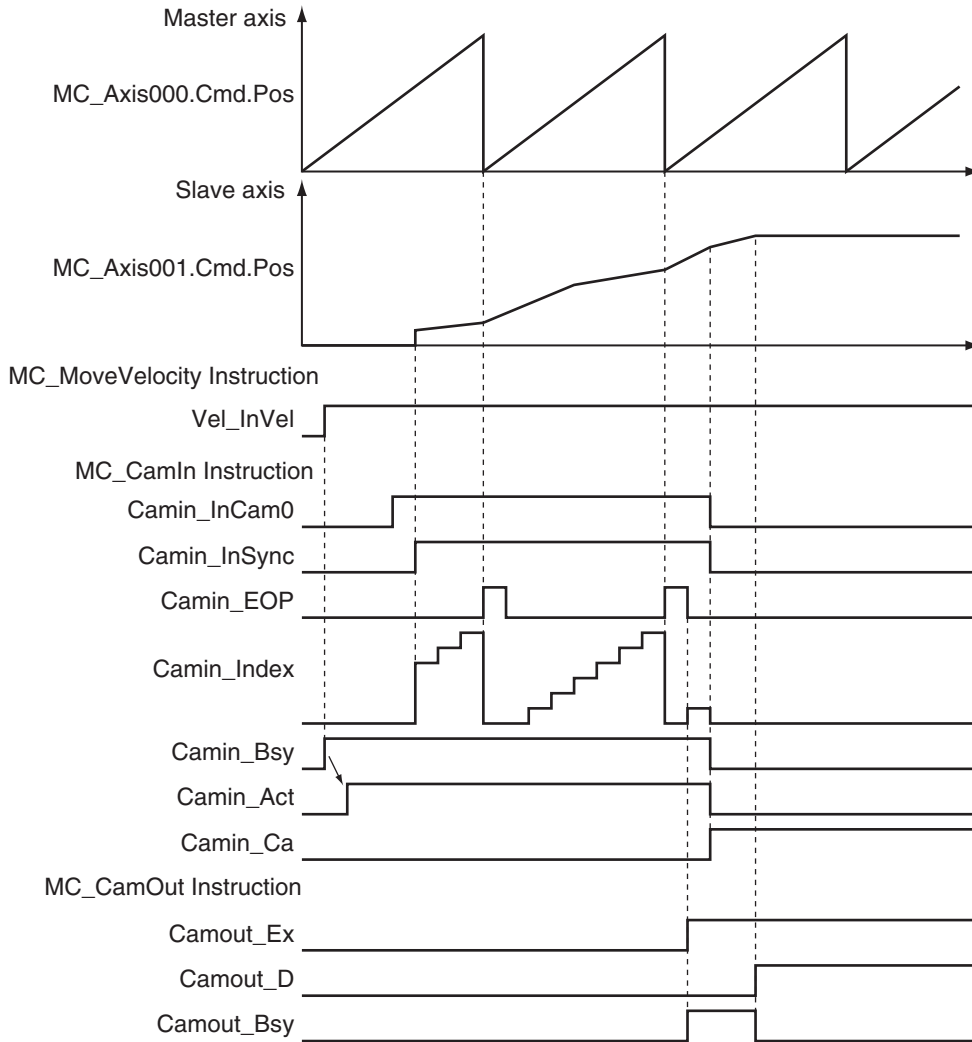 Master axis
MC_Axis000.Cmd.Pos
Slave axis
MC_Axis001.Cmd.Pos
MC_MoveVelocity Instruction
Vel_InVel
MC_CamIn Instruction
Camin_InCam0
Camin_InSync
Camin_EOP
Camin_Index
Camin_Bsy
Camin_Act
Camin_Ca
MC_CamOut Instruction
Camout_Ex
Camout_D
Camout_Bsy